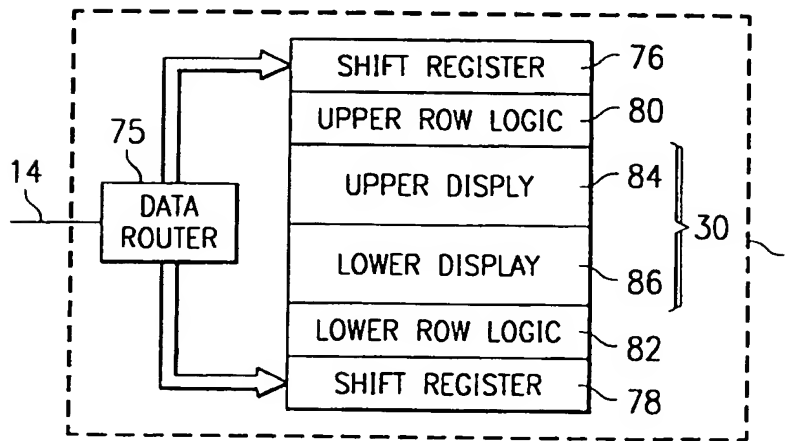 SHIFT REGISTER 76
UPPER ROW LOGIC 80
75
UPPER DISPLY 84
14
DATA
ROUTER
30
LOWER DISPLAY 86
LOWER ROW LOGIC 82
SHIFT REGISTER 78